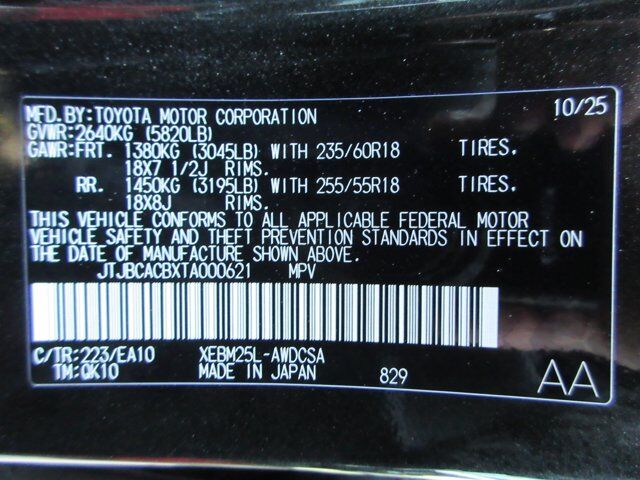 MFD.BY:TOYOTA MOTOR CORPORATION 10/25
GVWR:2640KG (5820LB)
GAWR:FRT. 1380KG (3045LB) WITH 235/60R18 TIRES.
18X7 1/2J RIMS.
RR. 1450KG (3195LB) WITH 255/55R18 TIRES.
18X8J RIMS.
THIS VEHICLE CONFORMS TO ALL APPLICABLE FEDERAL MOTOR
VEHICLE SAFETY AND THEFT PREVENTION STANDARDS IN EFFECT ON
THE DATE OF MANUFACTURE SHOWN ABOVE.
JTJBCACBXTA000621 MPV
C/TR:223/EA10 XEBM25L-AWDCSA
TM:QK10 MADE IN JAPAN 829 AA